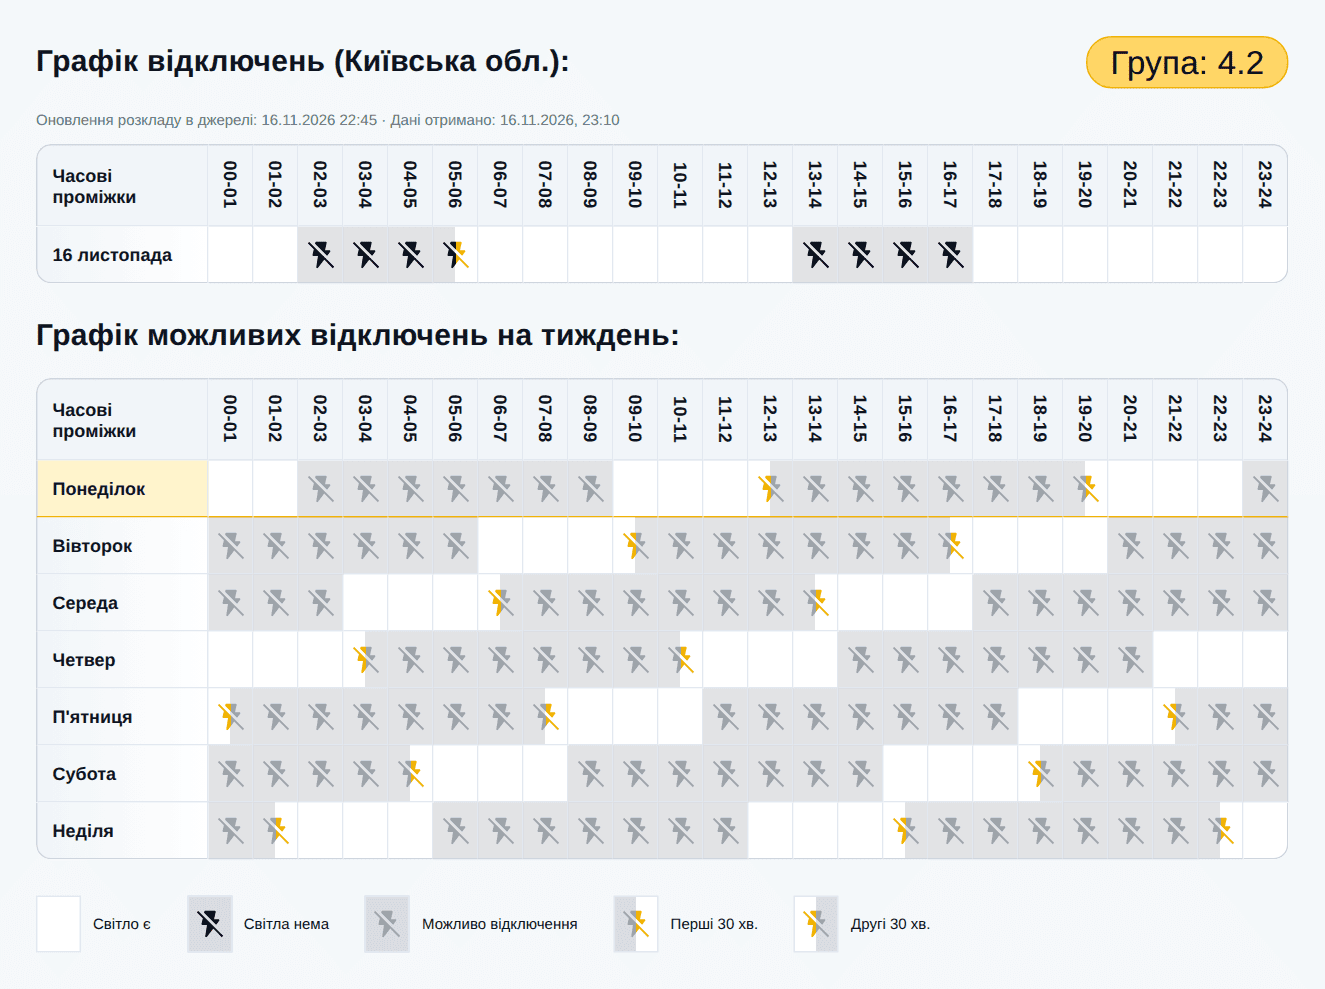 Графік відключень (Київська обл.):
Група: 4.2
Оновлення розкладу в джерелі: 16.11.2026 22:45 · Дані отримано: 16.11.2026, 23:10
Часові
проміжки
00-01 01-02 02-03 03-04 04-05 05-06 06-07 07-08 08-09 09-10 10-11 11-12 12-13 13-14 14-15 15-16 16-17 17-18 18-19 19-20 20-21 21-22 22-23 23-24
16 листопада
Графік можливих відключень на тиждень:
Часові
проміжки
00-01 01-02 02-03 03-04 04-05 05-06 06-07 07-08 08-09 09-10 10-11 11-12 12-13 13-14 14-15 15-16 16-17 17-18 18-19 19-20 20-21 21-22 22-23 23-24
Понеділок
Вівторок
Середа
Четвер
П'ятниця
Субота
Неділя
Світло є
Світла нема
Можливо відключення
Перші 30 хв.
Другі 30 хв.